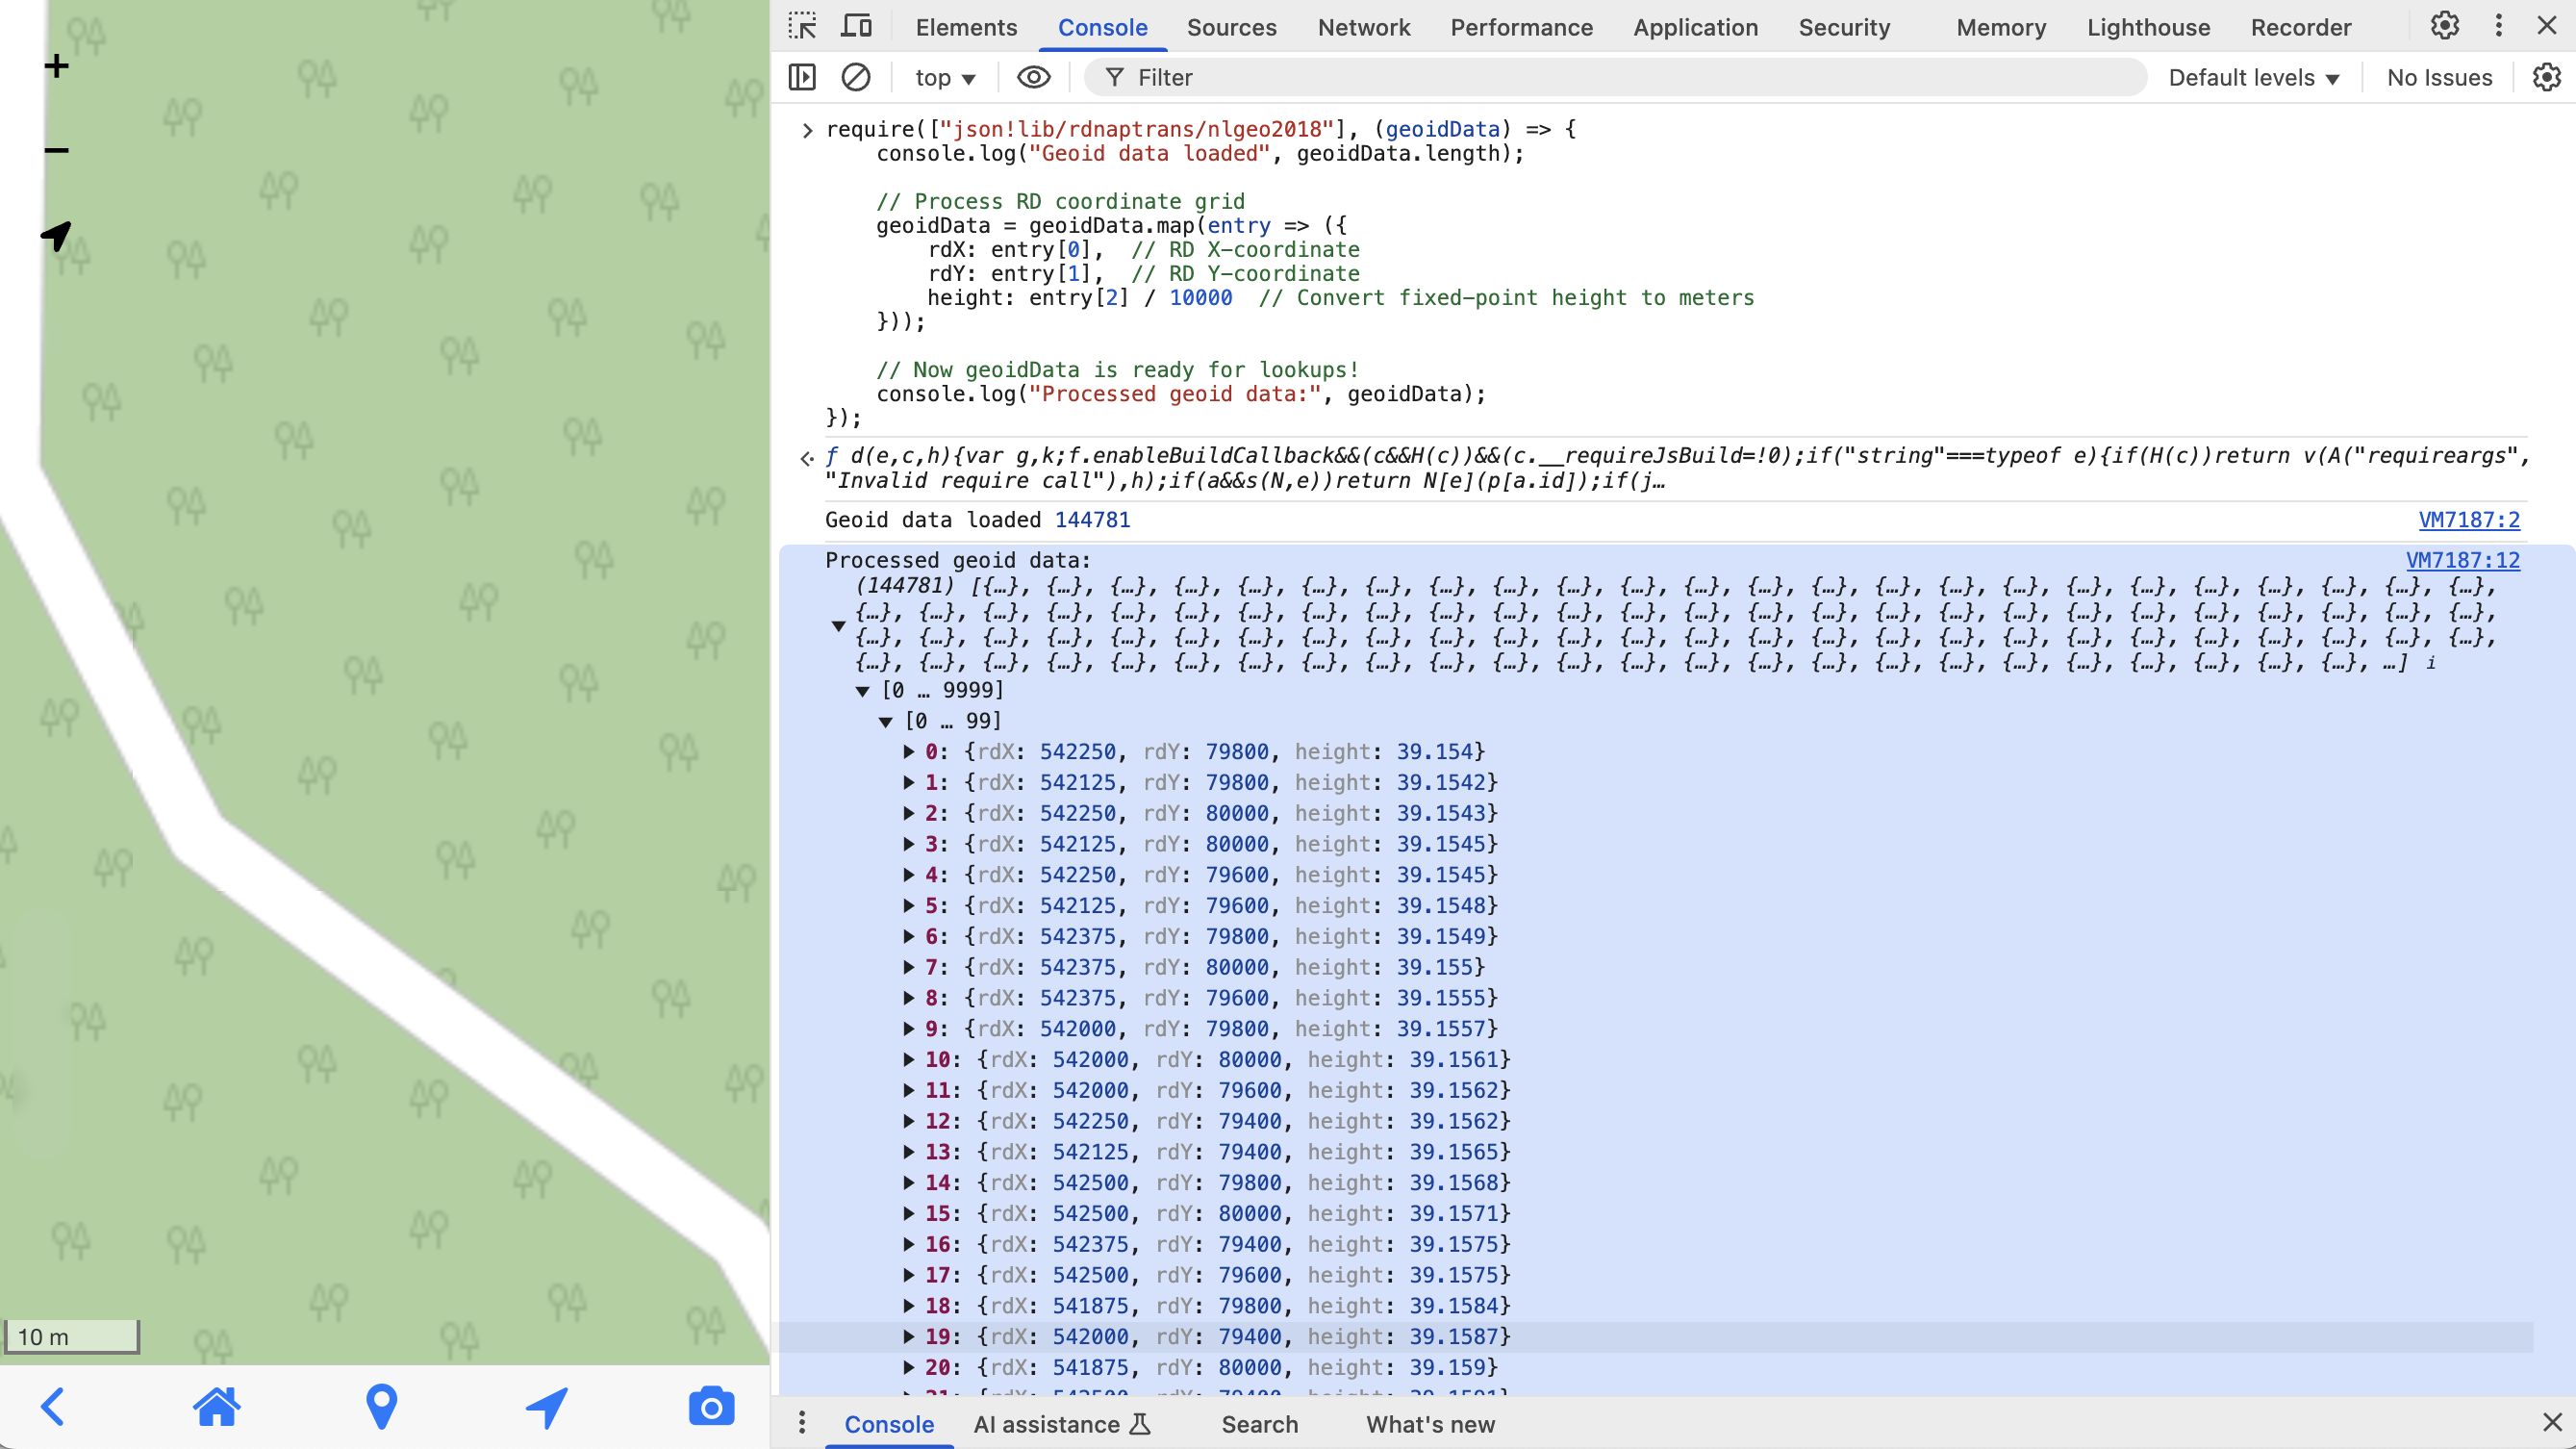 +
−
10 m
Elements Console Sources Network Performance Application Security Memory Lighthouse Recorder
top Filter Default levels No Issues
require(["json!lib/rdnaptrans/nlgeo2018"], (geoidData) => {
console.log("Geoid data loaded", geoidData.length);
// Process RD coordinate grid
geoidData = geoidData.map(entry => ({
rdX: entry[0],  // RD X-coordinate
rdY: entry[1],  // RD Y-coordinate
height: entry[2] / 10000  // Convert fixed-point height to meters
}));
// Now geoidData is ready for lookups!
console.log("Processed geoid data:", geoidData);
});
ƒ d(e,c,h){var g,k;f.enableBuildCallback&&(c&&H(c))&&(c.__requireJsBuild=!0);if("string"===typeof e){if(H(c))return v(A("requireargs",
"Invalid require call"),h);if(a&&s(N,e))return N[e](p[a.id]);if(j…
Geoid data loaded 144781 VM7187:2
Processed geoid data: VM7187:12
(144781) [{…}, {…}, {…}, {…}, {…}, {…}, {…}, {…}, {…}, {…}, {…}, {…}, {…}, {…}, {…}, {…}, {…}, {…}, {…}, {…}, {…}, {…}, {…}, {…},
{…}, {…}, {…}, {…}, {…}, {…}, {…}, {…}, {…}, {…}, {…}, {…}, {…}, {…}, {…}, {…}, {…}, {…}, {…}, {…}, {…}, {…}, {…}, {…}, {…}, {…},
{…}, {…}, {…}, {…}, {…}, {…}, {…}, {…}, {…}, {…}, {…}, {…}, {…}, {…}, {…}, {…}, {…}, {…}, {…}, {…}, {…}, {…}, {…}, {…}, {…}, {…},
{…}, {…}, {…}, {…}, {…}, {…}, {…}, {…}, {…}, {…}, {…}, {…}, {…}, {…}, {…}, {…}, {…}, {…}, {…}, {…}, {…}, {…}, {…}, {…}, …] i
[0 … 9999]
[0 … 99]
0: {rdX: 542250, rdY: 79800, height: 39.154}
1: {rdX: 542125, rdY: 79800, height: 39.1542}
2: {rdX: 542250, rdY: 80000, height: 39.1543}
3: {rdX: 542125, rdY: 80000, height: 39.1545}
4: {rdX: 542250, rdY: 79600, height: 39.1545}
5: {rdX: 542125, rdY: 79600, height: 39.1548}
6: {rdX: 542375, rdY: 79800, height: 39.1549}
7: {rdX: 542375, rdY: 80000, height: 39.155}
8: {rdX: 542375, rdY: 79600, height: 39.1555}
9: {rdX: 542000, rdY: 79800, height: 39.1557}
10: {rdX: 542000, rdY: 80000, height: 39.1561}
11: {rdX: 542000, rdY: 79600, height: 39.1562}
12: {rdX: 542250, rdY: 79400, height: 39.1562}
13: {rdX: 542125, rdY: 79400, height: 39.1565}
14: {rdX: 542500, rdY: 79800, height: 39.1568}
15: {rdX: 542500, rdY: 80000, height: 39.1571}
16: {rdX: 542375, rdY: 79400, height: 39.1575}
17: {rdX: 542500, rdY: 79600, height: 39.1575}
18: {rdX: 541875, rdY: 79800, height: 39.1584}
19: {rdX: 542000, rdY: 79400, height: 39.1587}
20: {rdX: 541875, rdY: 80000, height: 39.159}
Console AI assistance Search What's new